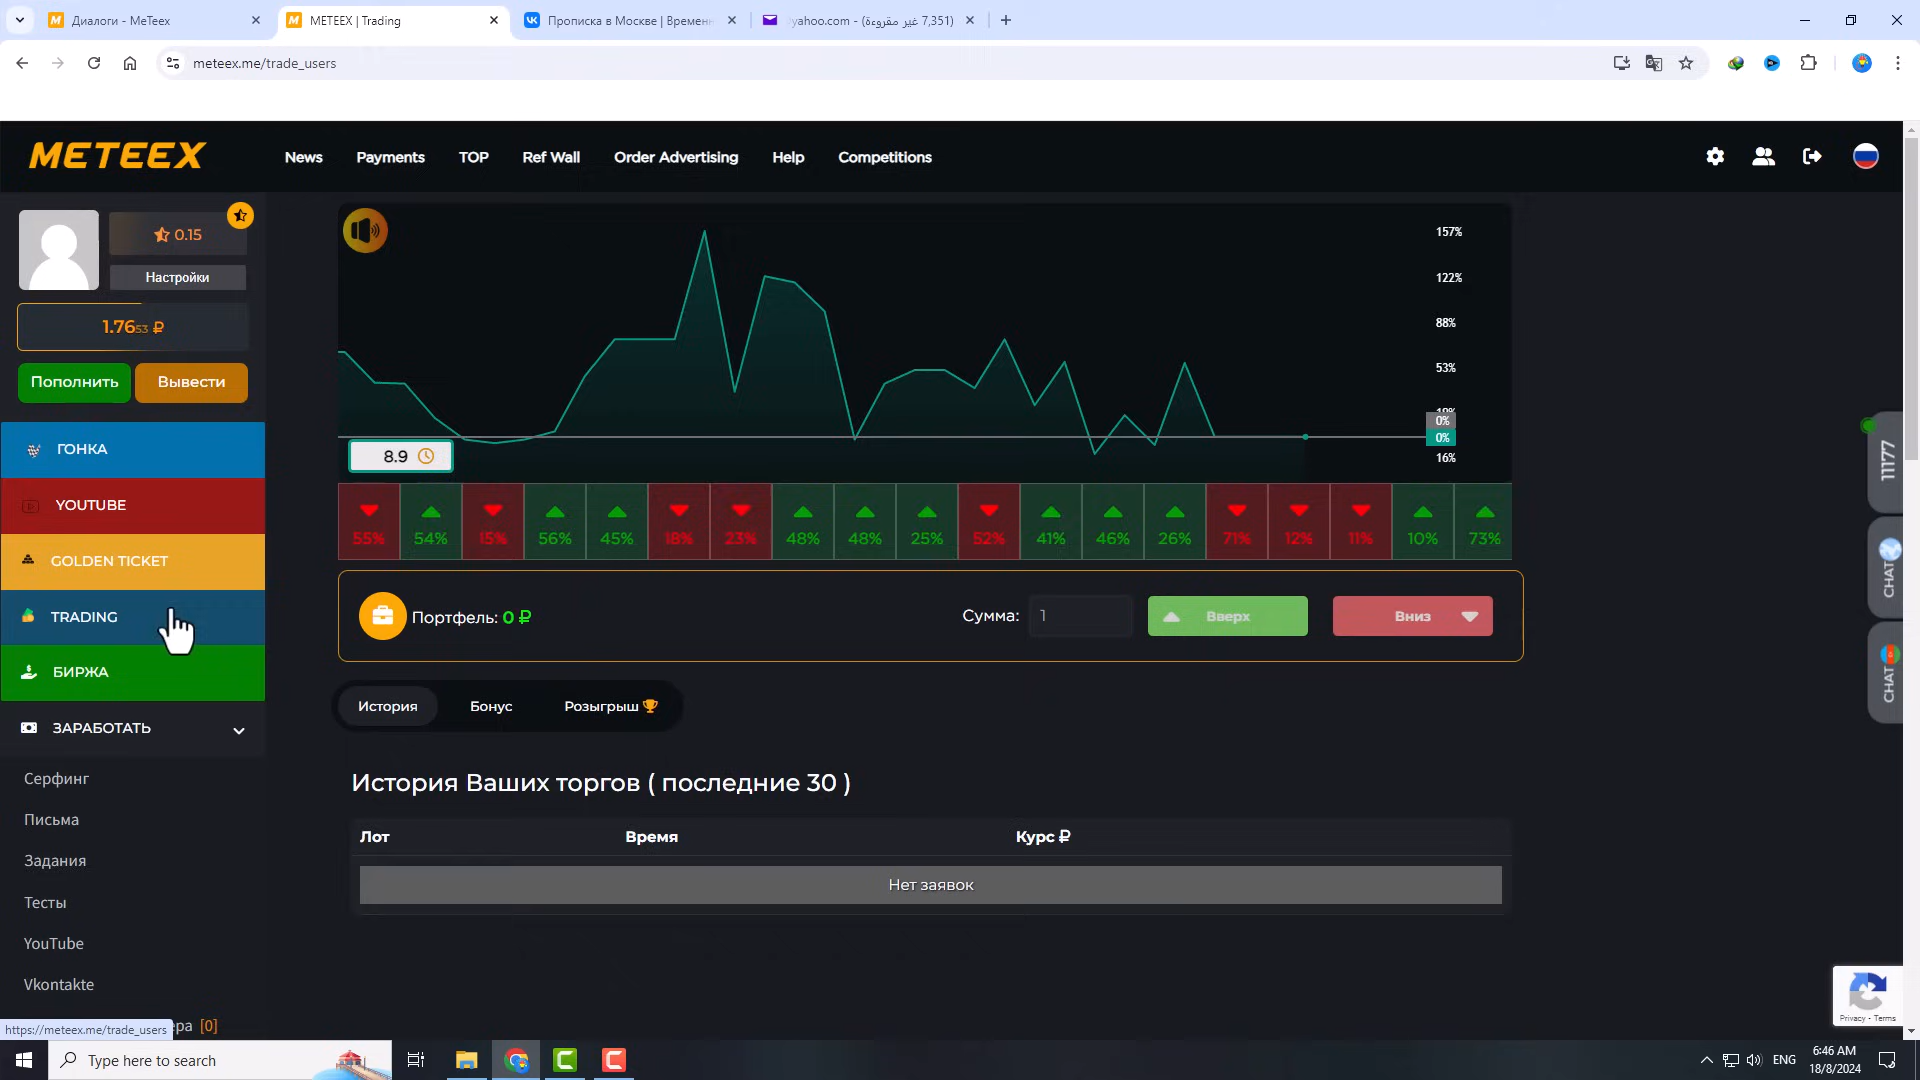 Диалоги - MeTeex
METEEX | Trading
Прописка в Москве | Временн
yahoo.com - (7,351 غير مقروءة)
meteex.me/trade_users
METEEX
News
Payments
TOP
Ref Wall
Order Advertising
Help
Competitions
0.15
Настройки
1.7653 ₽
Пополнить
Вывести
ГОНКА
YOUTUBE
GOLDEN TICKET
TRADING
БИРЖА
ЗАРАБОТАТЬ
Серфинг
Письма
Задания
Тесты
YouTube
Vkontakte
ера [0]
https://meteex.me/trade_users
157%
122%
88%
53%
0%
0%
16%
8.9
55%
54%
15%
56%
45%
18%
23%
48%
48%
25%
52%
41%
46%
26%
71%
12%
11%
10%
73%
Портфель: 0 ₽
Сумма:
1
Вверх
Вниз
История
Бонус
Розыгрыш
История Ваших торгов ( последние 30 )
Лот
Время
Курс ₽
Нет заявок
11177
CHAT
CHAT
Privacy - Terms
Type here to search
ENG
6:46 AM
18/8/2024